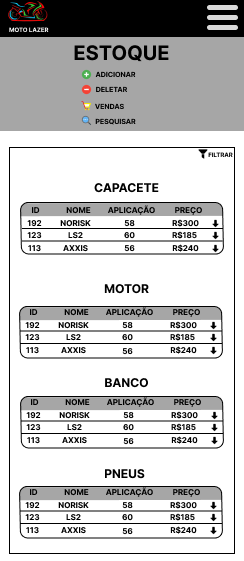 MOTO LAZER
ESTOQUE
ADICIONAR
DELETAR
VENDAS
PESQUISAR
FILTRAR
CAPACETE
ID NOME APLICAÇÃO PREÇO
192 NORISK 58 R$300
123 LS2 60 R$185
113 AXXIS 56 R$240
MOTOR
ID NOME APLICAÇÃO PREÇO
192 NORISK 58 R$300
123 LS2 60 R$185
113 AXXIS 56 R$240
BANCO
ID NOME APLICAÇÃO PREÇO
192 NORISK 58 R$300
123 LS2 60 R$185
113 AXXIS 56 R$240
PNEUS
ID NOME APLICAÇÃO PREÇO
192 NORISK 58 R$300
123 LS2 60 R$185
113 AXXIS 56 R$240